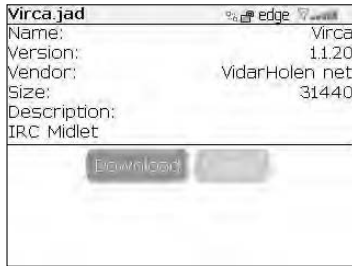 Virca.jad edge
Name: Virca
Version: 1.1.20
Vendor: VidarHolen net
Size: 31440
Description:
IRC Midlet
Download